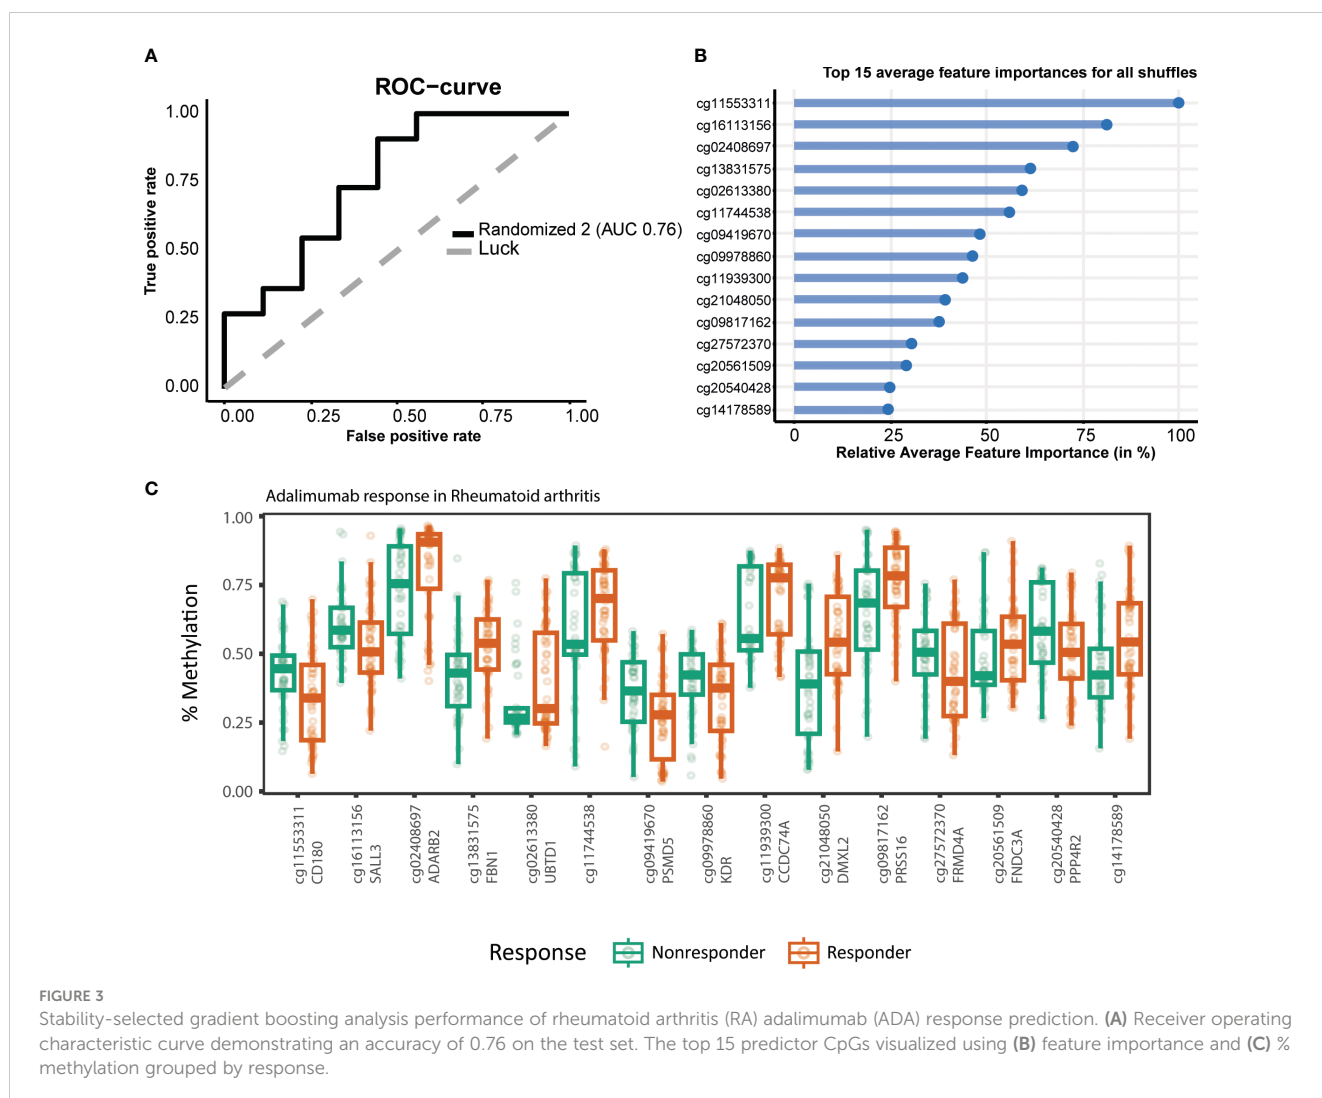 A
ROC−curve
1.00
0.75
0.50
0.25
0.00
True positive rate
Randomized 2 (AUC 0.76)
Luck
0.00 0.25 0.50 0.75 1.00
False positive rate
B
Top 15 average feature importances for all shuffles
cg11553311
cg16113156
cg02408697
cg13831575
cg02613380
cg11744538
cg09419670
cg09978860
cg11939300
cg21048050
cg09817162
cg27572370
cg20561509
cg20540428
cg14178589
0 25 50 75 100
Relative Average Feature Importance (in %)
C
Adalimumab response in Rheumatoid arthritis
1.00
0.75
0.50
0.25
0.00
% Methylation
cg11553311
CD180
cg16113156
SALL3
cg02408697
ADARB2
cg13831575
FBN1
cg02613380
UBTD1
cg11744538
cg09419670
PSMD5
cg09978860
KDR
cg11939300
CCDC74A
cg21048050
DMXL2
cg09817162
PRSS16
cg27572370
FRMD4A
cg20561509
FNDC3A
cg20540428
PPP4R2
cg14178589
Response Nonresponder Responder
FIGURE 3
Stability-selected gradient boosting analysis performance of rheumatoid arthritis (RA) adalimumab (ADA) response prediction. (A) Receiver operating
characteristic curve demonstrating an accuracy of 0.76 on the test set. The top 15 predictor CpGs visualized using (B) feature importance and (C) %
methylation grouped by response.